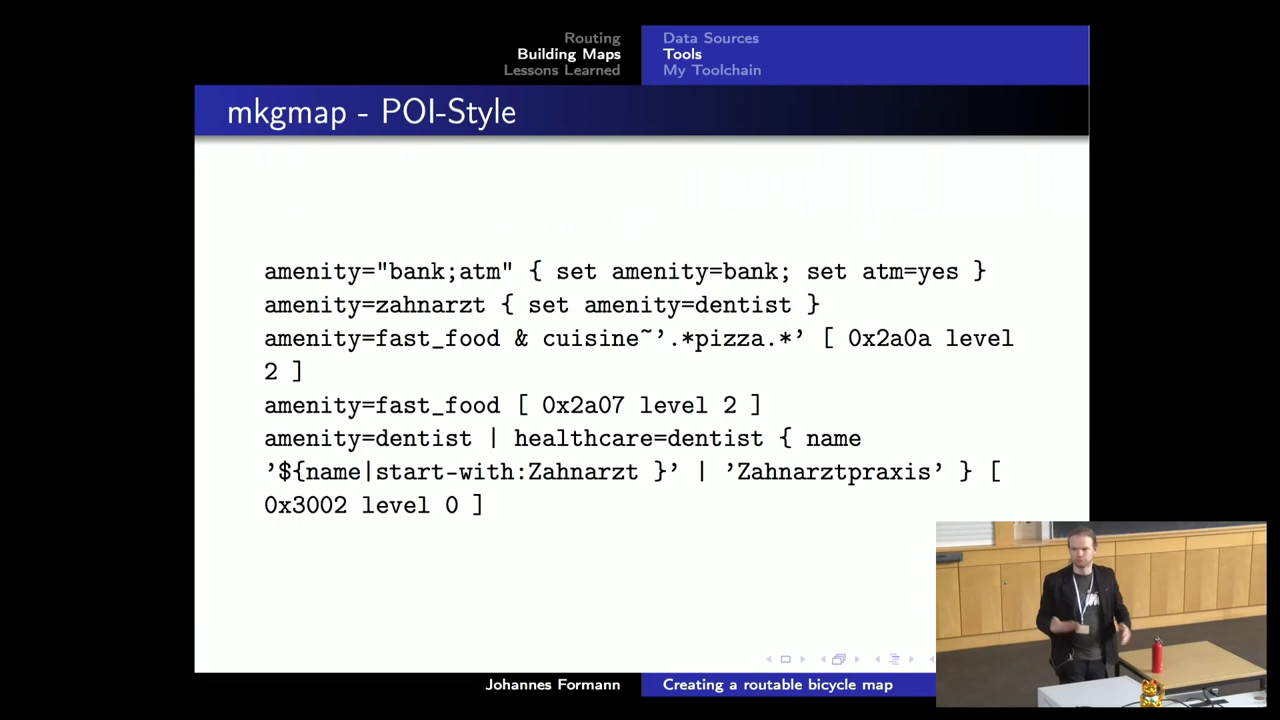 Routing
Building Maps
Lessons Learned
Data Sources
Tools
My Toolchain
mkgmap - POI-Style
amenity="bank;atm" { set amenity=bank; set atm=yes }
amenity=zahnarzt { set amenity=dentist }
amenity=fast_food & cuisine~'.*pizza.*' [ 0x2a0a level
2 ]
amenity=fast_food [ 0x2a07 level 2 ]
amenity=dentist | healthcare=dentist { name
'${name|start-with:Zahnarzt }' | 'Zahnarztpraxis' } [
0x3002 level 0 ]
Johannes Formann
Creating a routable bicycle map